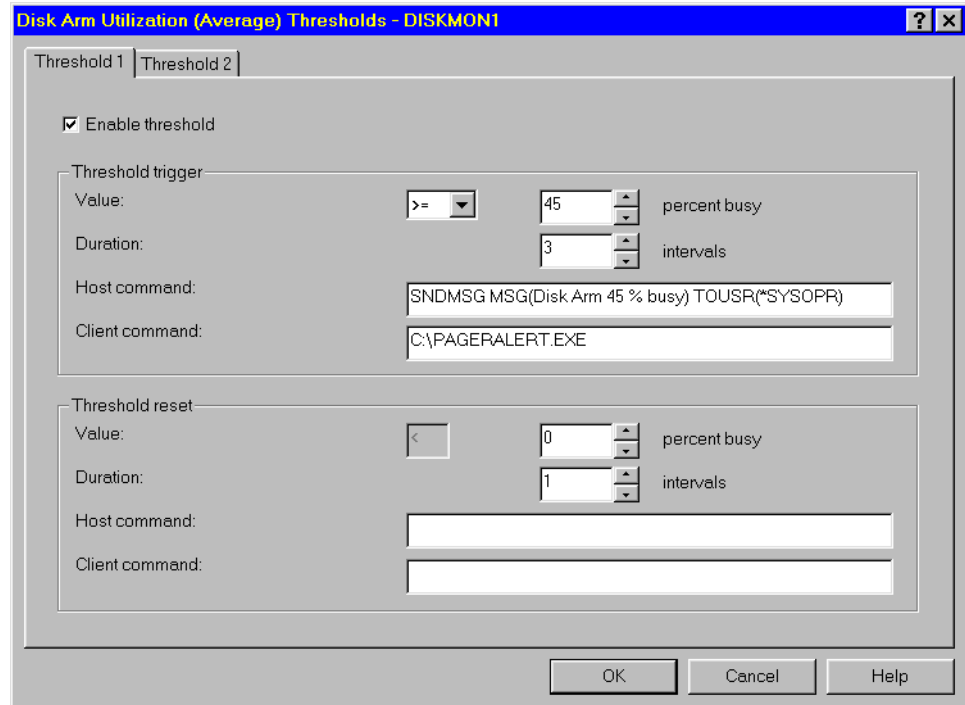 Disk Arm Utilization (Average) Thresholds - DISKMON1
Threshold 1 Threshold 2
Enable threshold
Threshold trigger
Value: >= 45 percent busy
Duration: 3 intervals
Host command: SNDMSG MSG(Disk Arm 45 % busy) TOUSR(*SYSOPR)
Client command: C:\PAGERALERT.EXE
Threshold reset
Value: < 0 percent busy
Duration: 1 intervals
Host command:
Client command:
OK Cancel Help